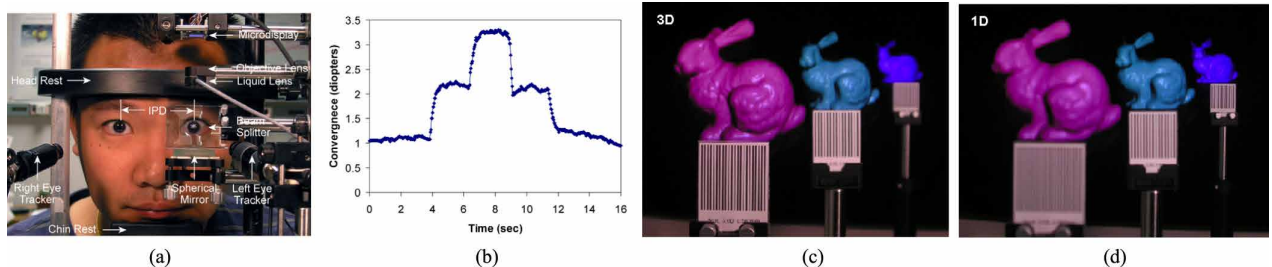 Microdisplay
Objective Lens
Head Rest
Liquid Lens
IPD
Beam
Splitter
Right Eye
Tracker
Spherical
Mirror
Left Eye
Tracker
Chin Rest
(a)
Convergnece (diopters)
3.5
3
2.5
2
1.5
1
0.5
0
0 2 4 6 8 10 12 14 16
Time (sec)
(b)
3D
(c)
1D
(d)